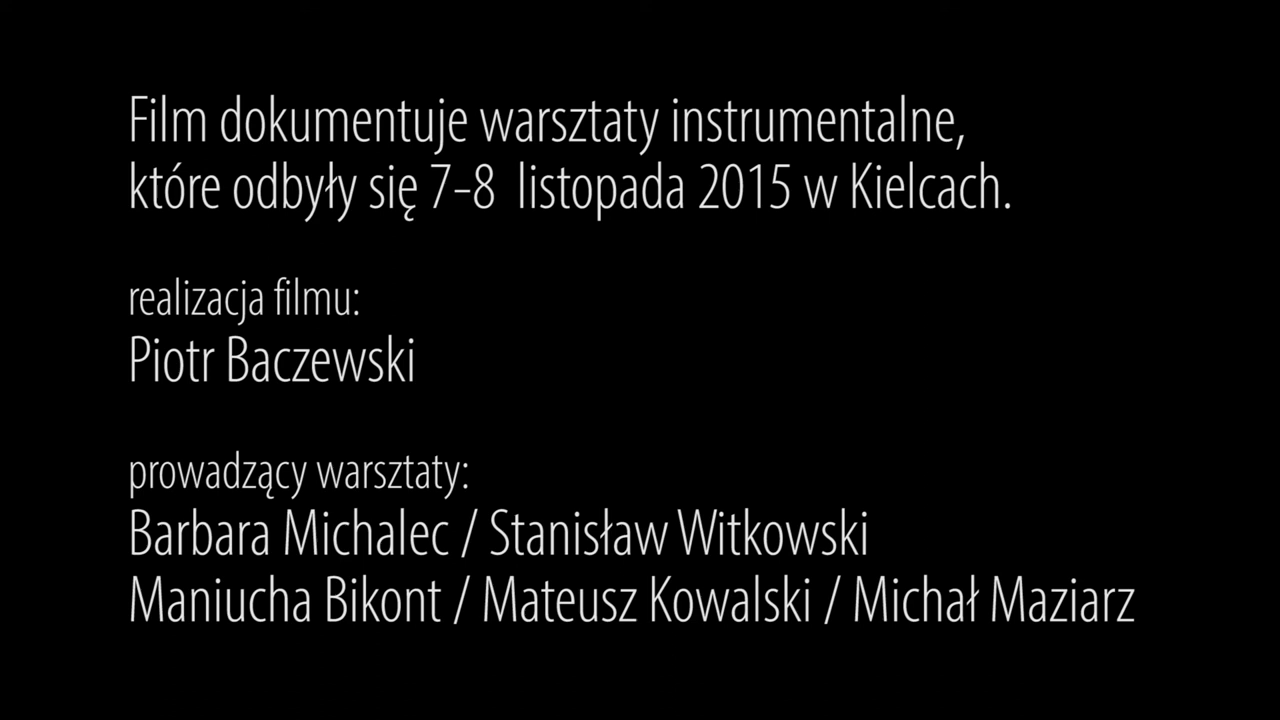 Film dokumentuje warsztaty instrumentalne,
które odbyły się 7-8 listopada 2015 w Kielcach.
realizacja filmu:
Piotr Baczewski
prowadzący warsztaty:
Barbara Michalec / Stanisław Witkowski
Maniucha Bikont / Mateusz Kowalski / Michał Maziarz